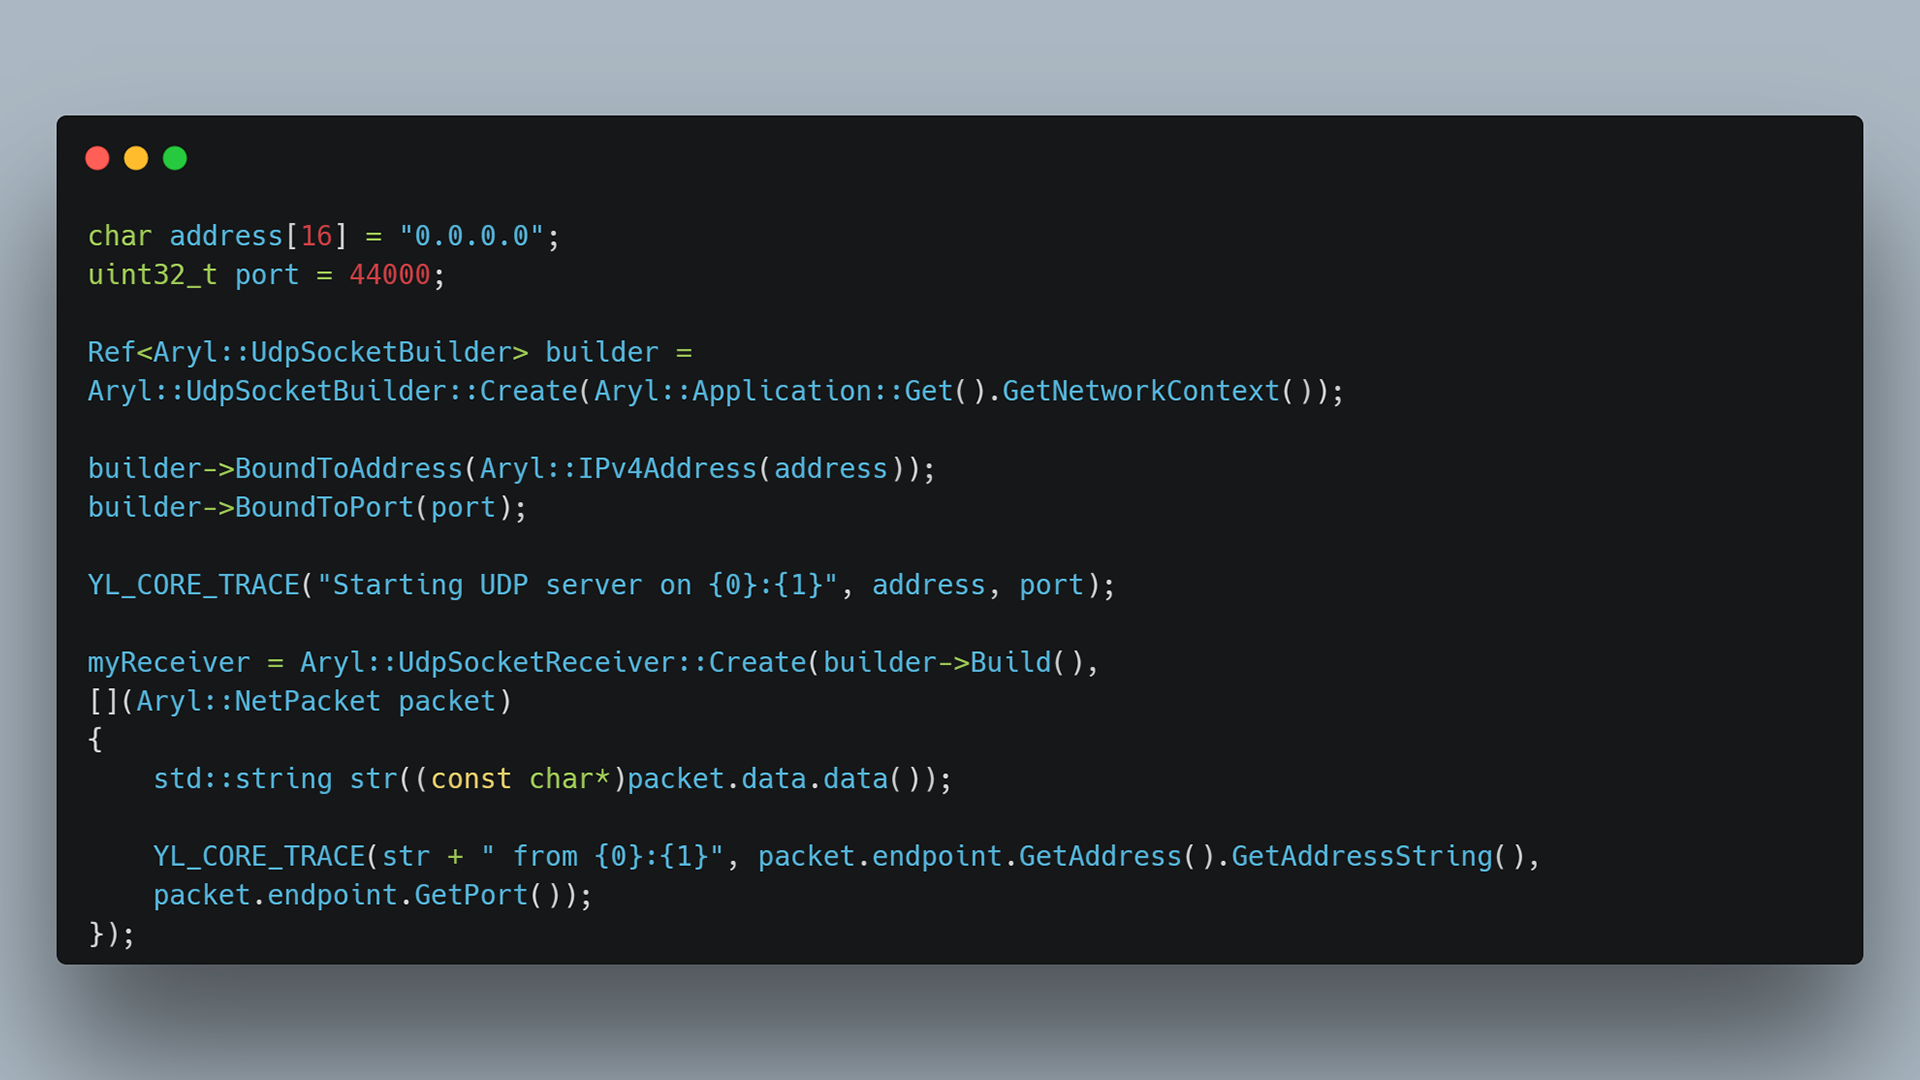 char address[16] = "0.0.0.0";
uint32_t port = 44000;

Ref<Aryl::UdpSocketBuilder> builder =
Aryl::UdpSocketBuilder::Create(Aryl::Application::Get().GetNetworkContext());

builder->BoundToAddress(Aryl::IPv4Address(address));
builder->BoundToPort(port);

YL_CORE_TRACE("Starting UDP server on {0}:{1}", address, port);

myReceiver = Aryl::UdpSocketReceiver::Create(builder->Build(),
[](Aryl::NetPacket packet)
{
    std::string str((const char*)packet.data.data());

    YL_CORE_TRACE(str + " from {0}:{1}", packet.endpoint.GetAddress().GetAddressString(),
    packet.endpoint.GetPort());
});